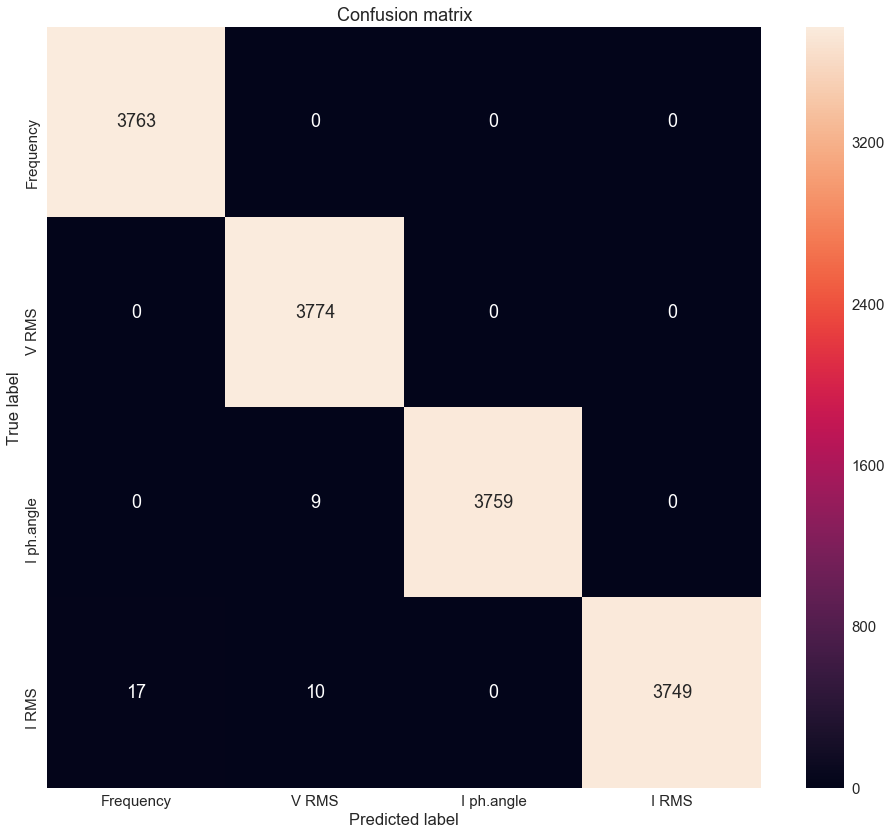 Confusion matrix
Frequency
3763 0 0 0
V RMS
0 3774 0 0
I ph.angle
0 9 3759 0
I RMS
17 10 0 3749
True label
Frequency V RMS I ph.angle I RMS
Predicted label
3200
2400
1600
800
0